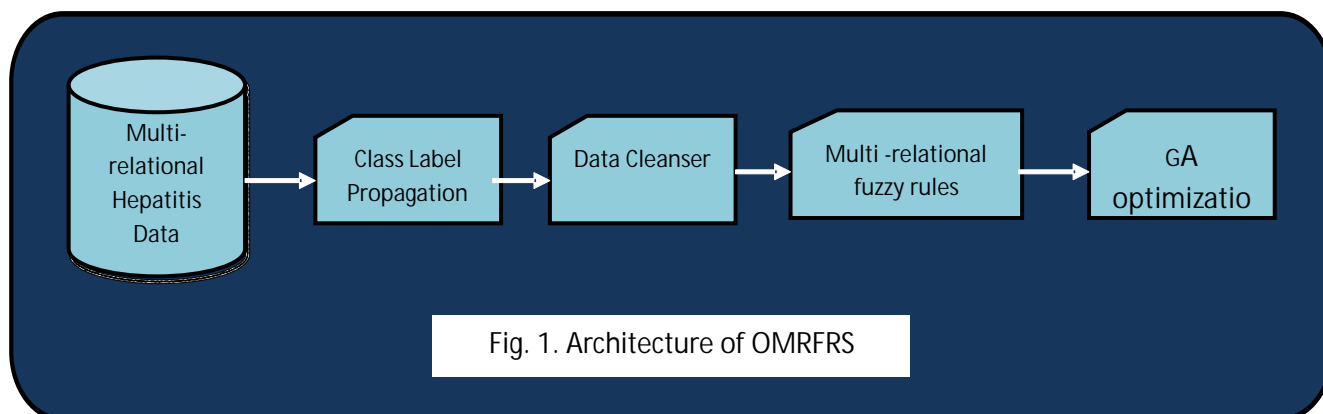 Multi-
relational
Hepatitis
Data
Class Label
Propagation
Data Cleanser
Multi -relational
fuzzy rules
GA
optimizatio
Fig. 1. Architecture of OMRFRS